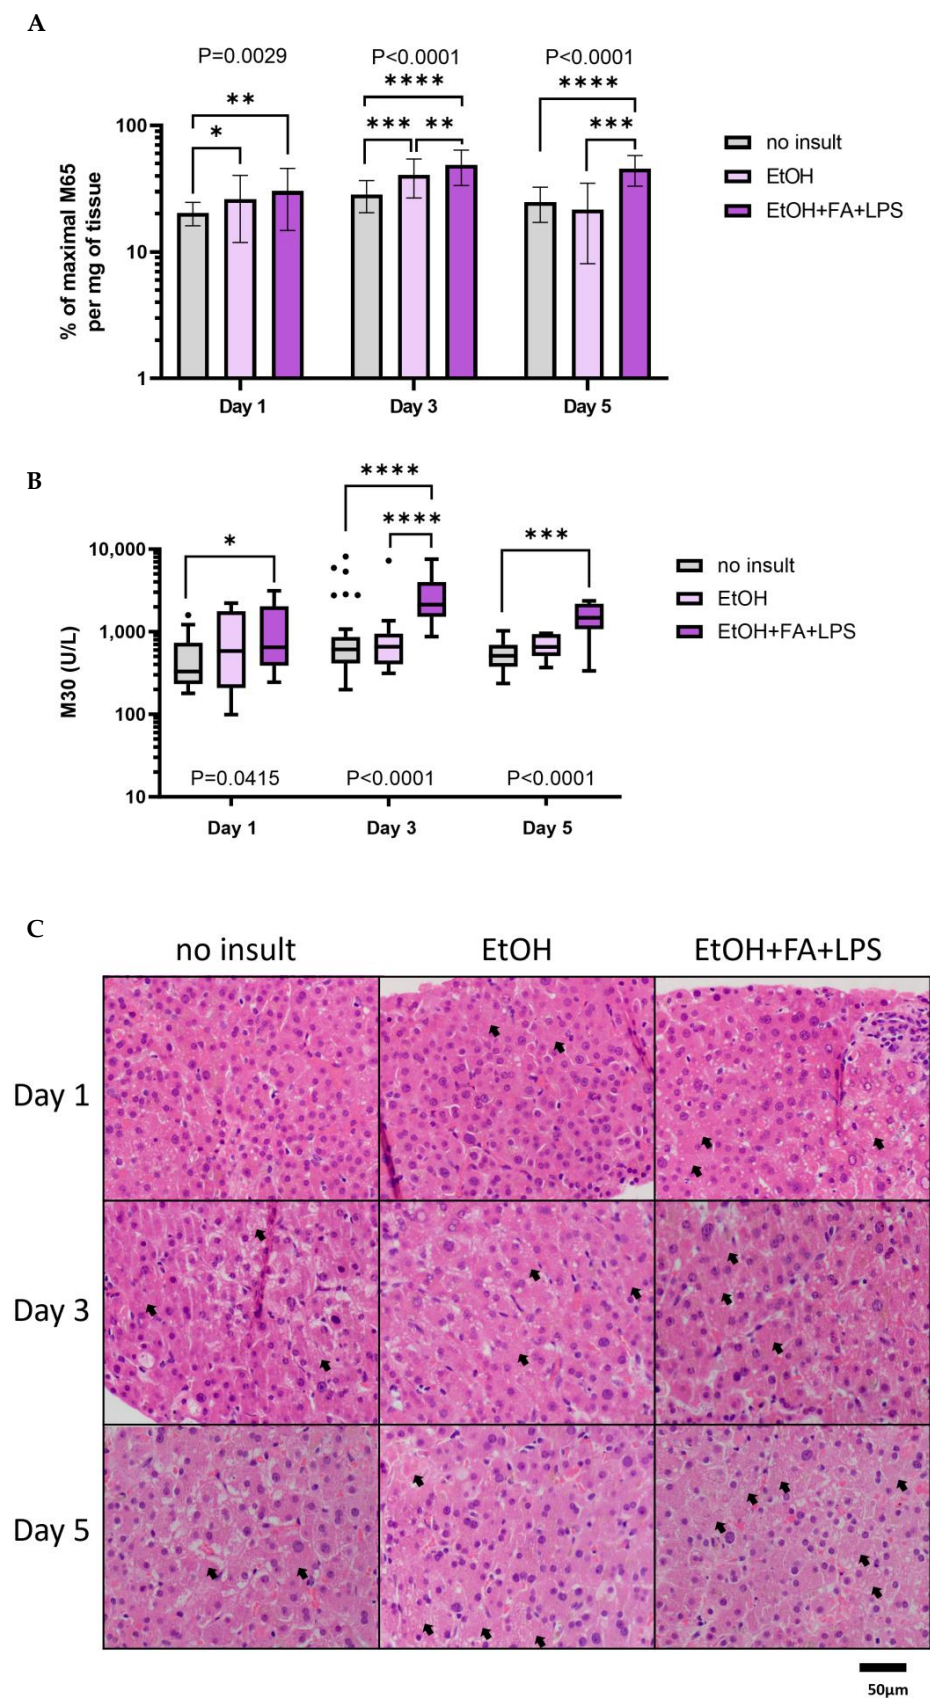 A
P=0.0029 P<0.0001 P<0.0001
** **** ****
* *** ** ***
% of maximal M65
per mg of tissue
100
10
1
Day 1 Day 3 Day 5
no insult
EtOH
EtOH+FA+LPS
B
**** 
* **** ***
M30 (U/L)
10,000
1,000
100
10
P=0.0415 P<0.0001 P<0.0001
Day 1 Day 3 Day 5
no insult
EtOH
EtOH+FA+LPS
C
no insult EtOH EtOH+FA+LPS
Day 1
Day 3
Day 5
50μm